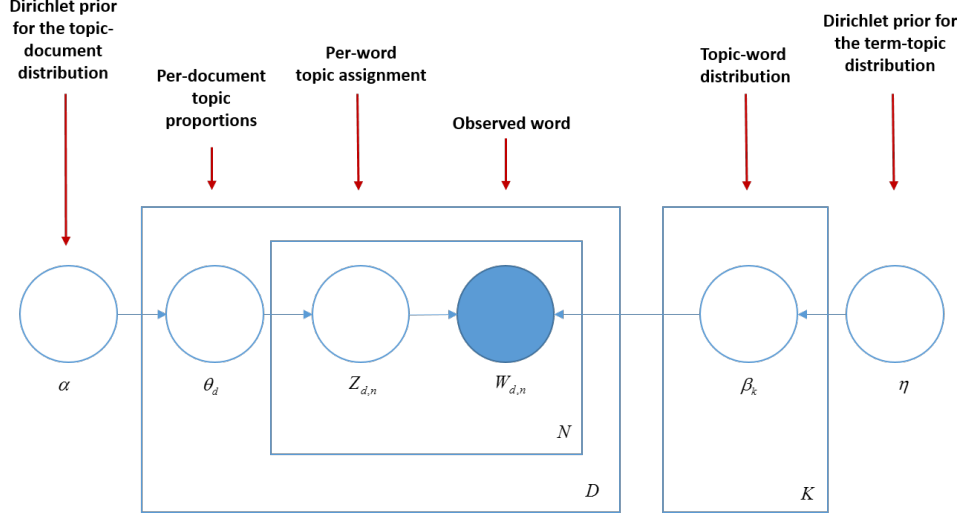 Dirichlet prior
for the topic-
document
distribution
Per-document
topic
proportions
Per-word
topic assignment
Observed word
Topic-word
distribution
Dirichlet prior for
the term-topic
distribution
α
θd
Zd,n
Wd,n
βk
η
N
D
K